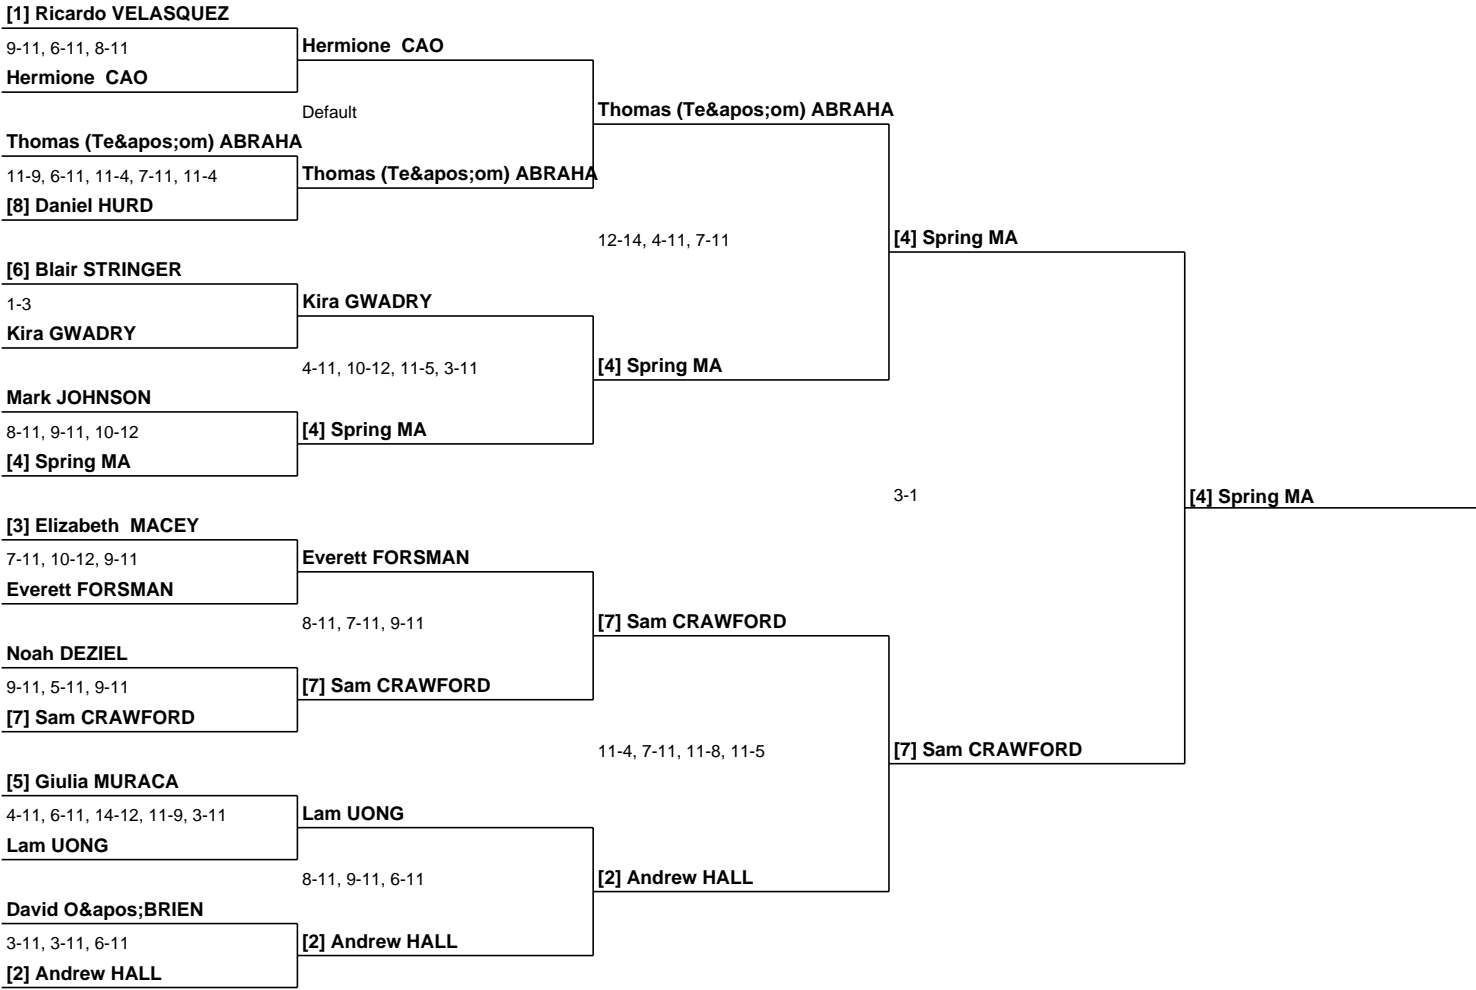 [1] Ricardo VELASQUEZ
9-11, 6-11, 8-11
Hermione  CAO
Hermione  CAO
Default
Thomas (Te&apos;om) ABRAHA
Thomas (Te&apos;om) ABRAHA
11-9, 6-11, 11-4, 7-11, 11-4
Thomas (Te&apos;om) ABRAHA
[8] Daniel HURD
12-14, 4-11, 7-11
[4] Spring MA
[6] Blair STRINGER
1-3
Kira GWADRY
Kira GWADRY
4-11, 10-12, 11-5, 3-11
[4] Spring MA
Mark JOHNSON
8-11, 9-11, 10-12
[4] Spring MA
[4] Spring MA
3-1
[4] Spring MA
[3] Elizabeth  MACEY
7-11, 10-12, 9-11
Everett FORSMAN
Everett FORSMAN
8-11, 7-11, 9-11
[7] Sam CRAWFORD
Noah DEZIEL
9-11, 5-11, 9-11
[7] Sam CRAWFORD
[7] Sam CRAWFORD
11-4, 7-11, 11-8, 11-5
[7] Sam CRAWFORD
[5] Giulia MURACA
4-11, 6-11, 14-12, 11-9, 3-11
Lam UONG
Lam UONG
8-11, 9-11, 6-11
[2] Andrew HALL
David O&apos;BRIEN
3-11, 3-11, 6-11
[2] Andrew HALL
[2] Andrew HALL